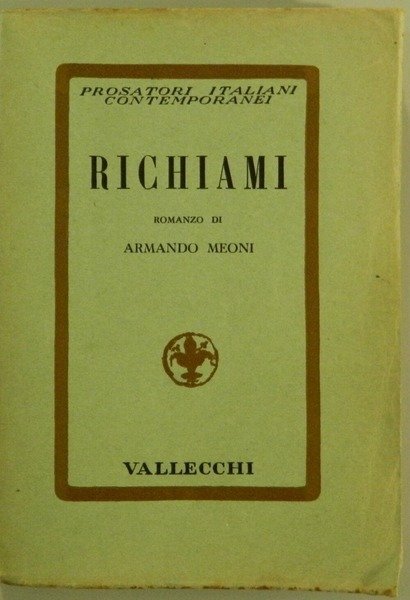 PROSATORI ITALIANI
CONTEMPORANEI
RICHIAMI
ROMANZO DI
ARMANDO MEONI
VALLECCHI